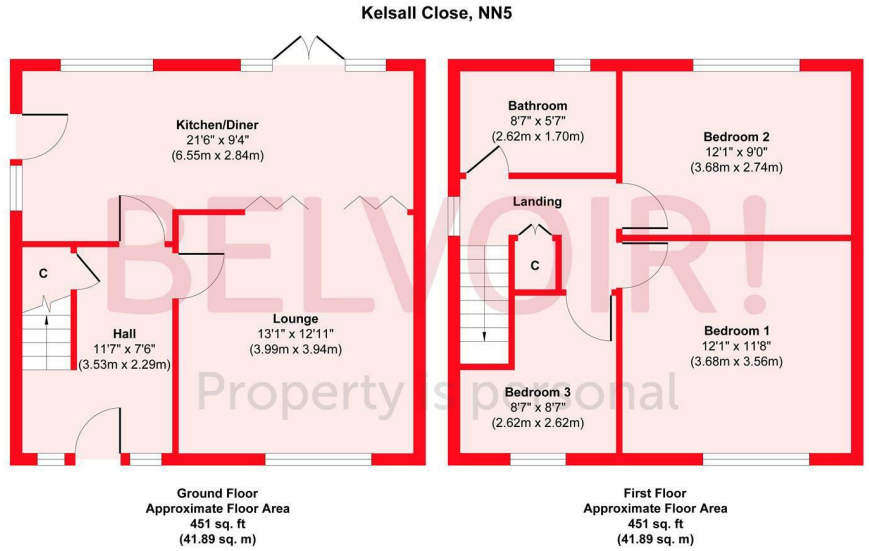 Kelsall Close, NN5
Kitchen/Diner
21'6" x 9'4"
(6.55m x 2.84m)
C
Hall
11'7" x 7'6"
(3.53m x 2.29m)
Lounge
13'1" x 12'11"
(3.99m x 3.94m)
Bathroom
8'7" x 5'7"
(2.62m x 1.70m)
Bedroom 2
12'1" x 9'0"
(3.68m x 2.74m)
Landing
C
Bedroom 1
12'1" x 11'8"
(3.68m x 3.56m)
Bedroom 3
8'7" x 8'7"
(2.62m x 2.62m)
BELVOIR!
Property is personal
Ground Floor
Approximate Floor Area
451 sq. ft
(41.89 sq. m)
First Floor
Approximate Floor Area
451 sq. ft
(41.89 sq. m)